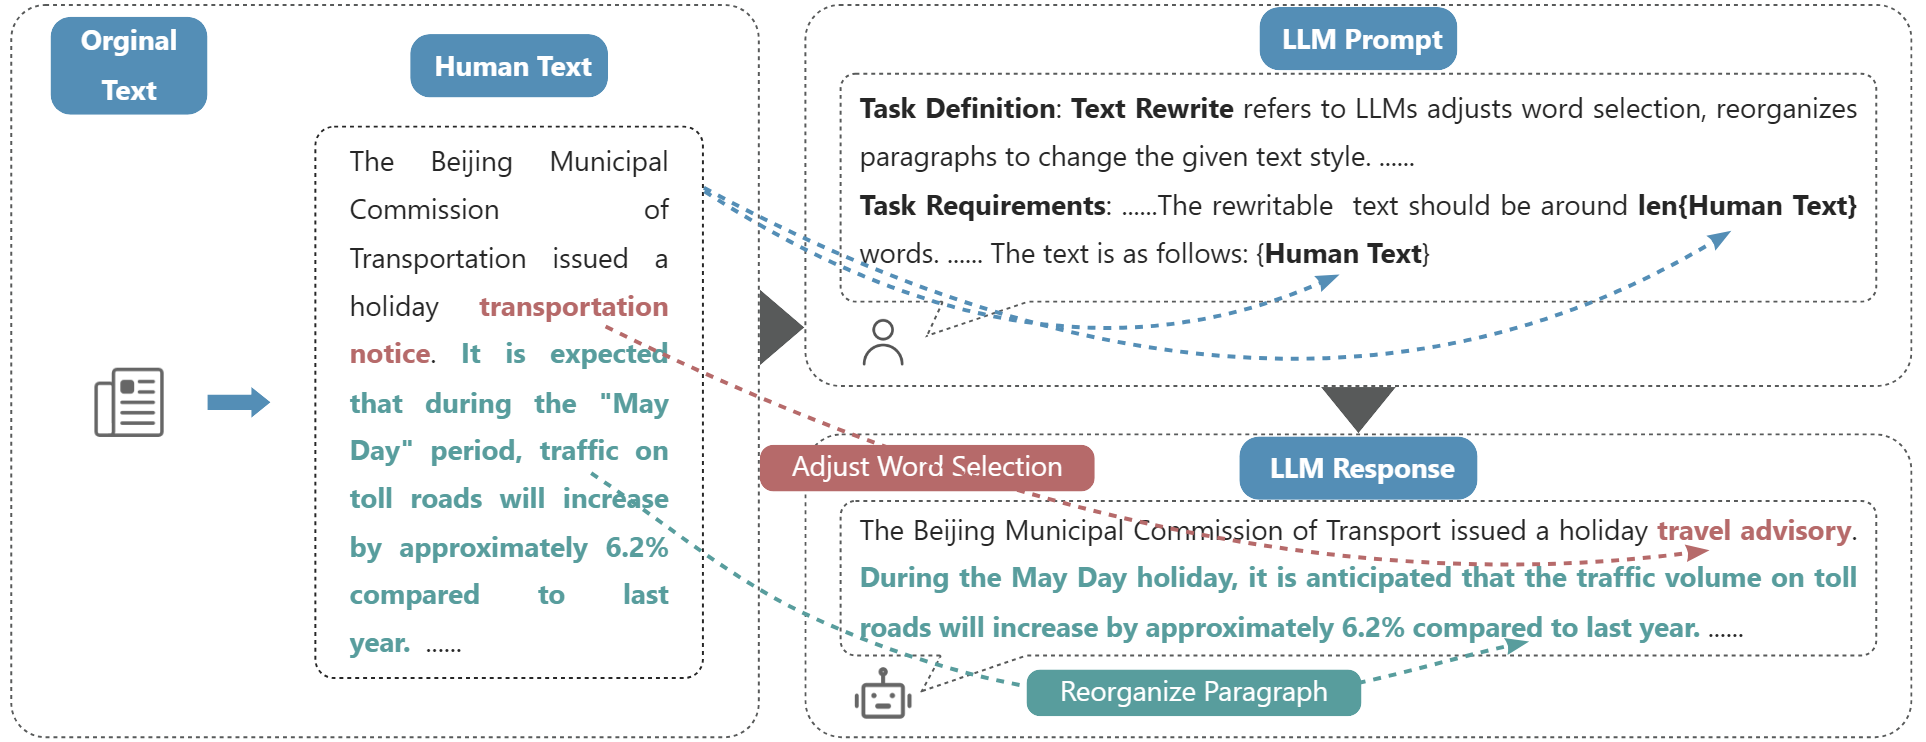 Orginal
Text
Human Text
The Beijing Municipal
Commission of
Transportation issued a
holiday transportation
notice. It is expected
that during the "May
Day" period, traffic on
toll roads will increase
by approximately 6.2%
compared to last
year. ......
LLM Prompt
Task Definition: Text Rewrite refers to LLMs adjusts word selection, reorganizes
paragraphs to change the given text style. ......
Task Requirements: ......The rewritable text should be around len{Human Text}
words. ...... The text is as follows: {Human Text}
Adjust Word Selection
LLM Response
The Beijing Municipal Commission of Transport issued a holiday travel advisory.
During the May Day holiday, it is anticipated that the traffic volume on toll
roads will increase by approximately 6.2% compared to last year. ......
Reorganize Paragraph